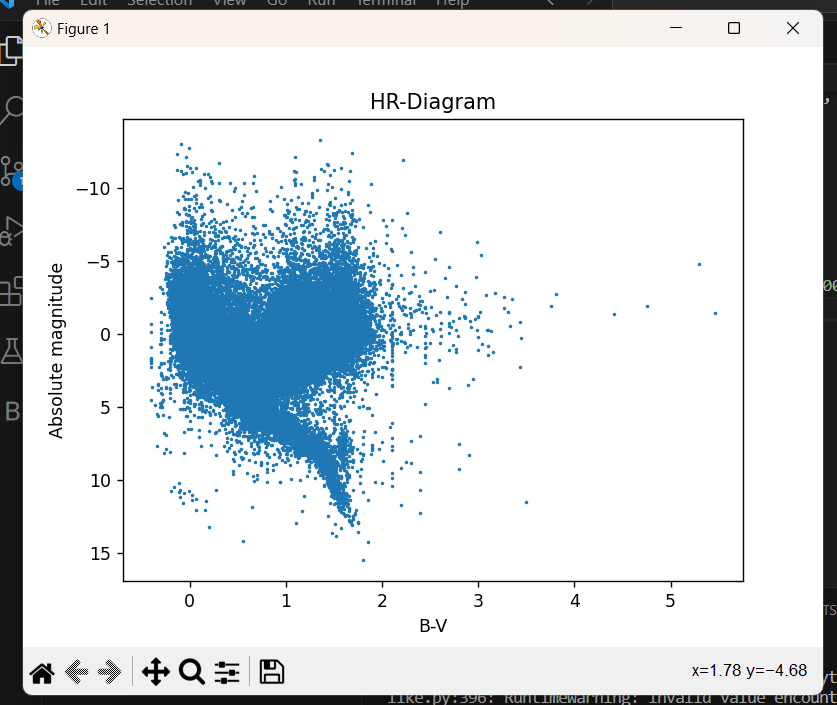 File Edit Selection View Go Run Terminal Help
Figure 1
HR-Diagram
−10
−5
0
5
10
15
Absolute magnitude
0 1 2 3 4 5
B-V
x=1.78 y=−4.68
like.py:396: RuntimeWarning: invalid value encount